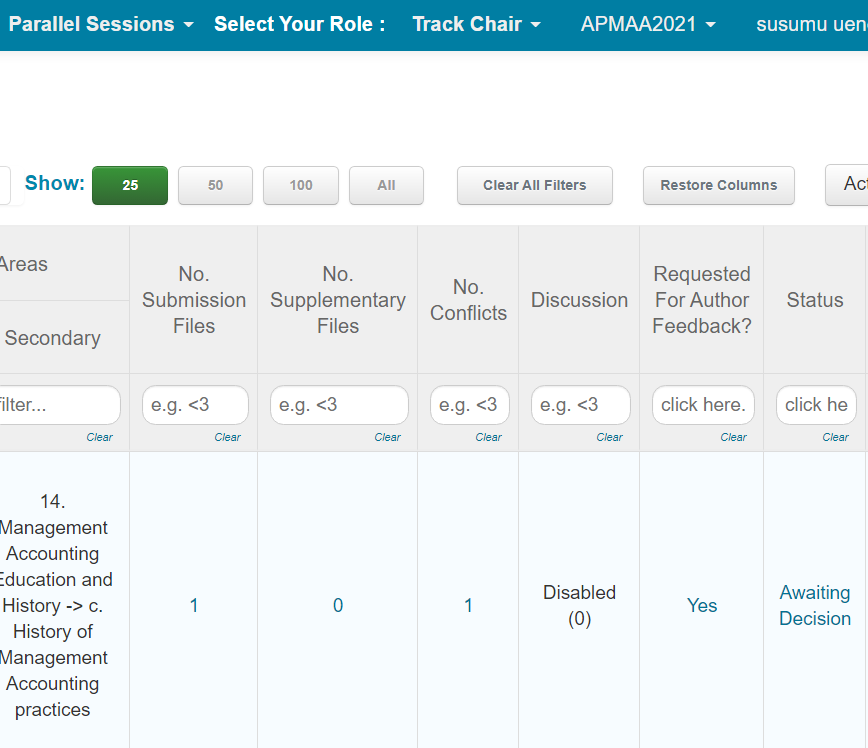 Parallel Sessions Select Your Role : Track Chair APMAA2021 susumu uen
Show: 25 50 100 All Clear All Filters Restore Columns Act
Areas
Secondary
No.
Submission
Files
No.
Supplementary
Files
No.
Conflicts
Discussion
Requested
For Author
Feedback?
Status
filter... e.g. <3 e.g. <3 e.g. <3 e.g. <3 click here. click he
Clear Clear Clear Clear Clear Clear Clear
14.
Management
Accounting
Education and
History -> c.
History of
Management
Accounting
practices
1
0
1
Disabled
(0)
Yes
Awaiting
Decision